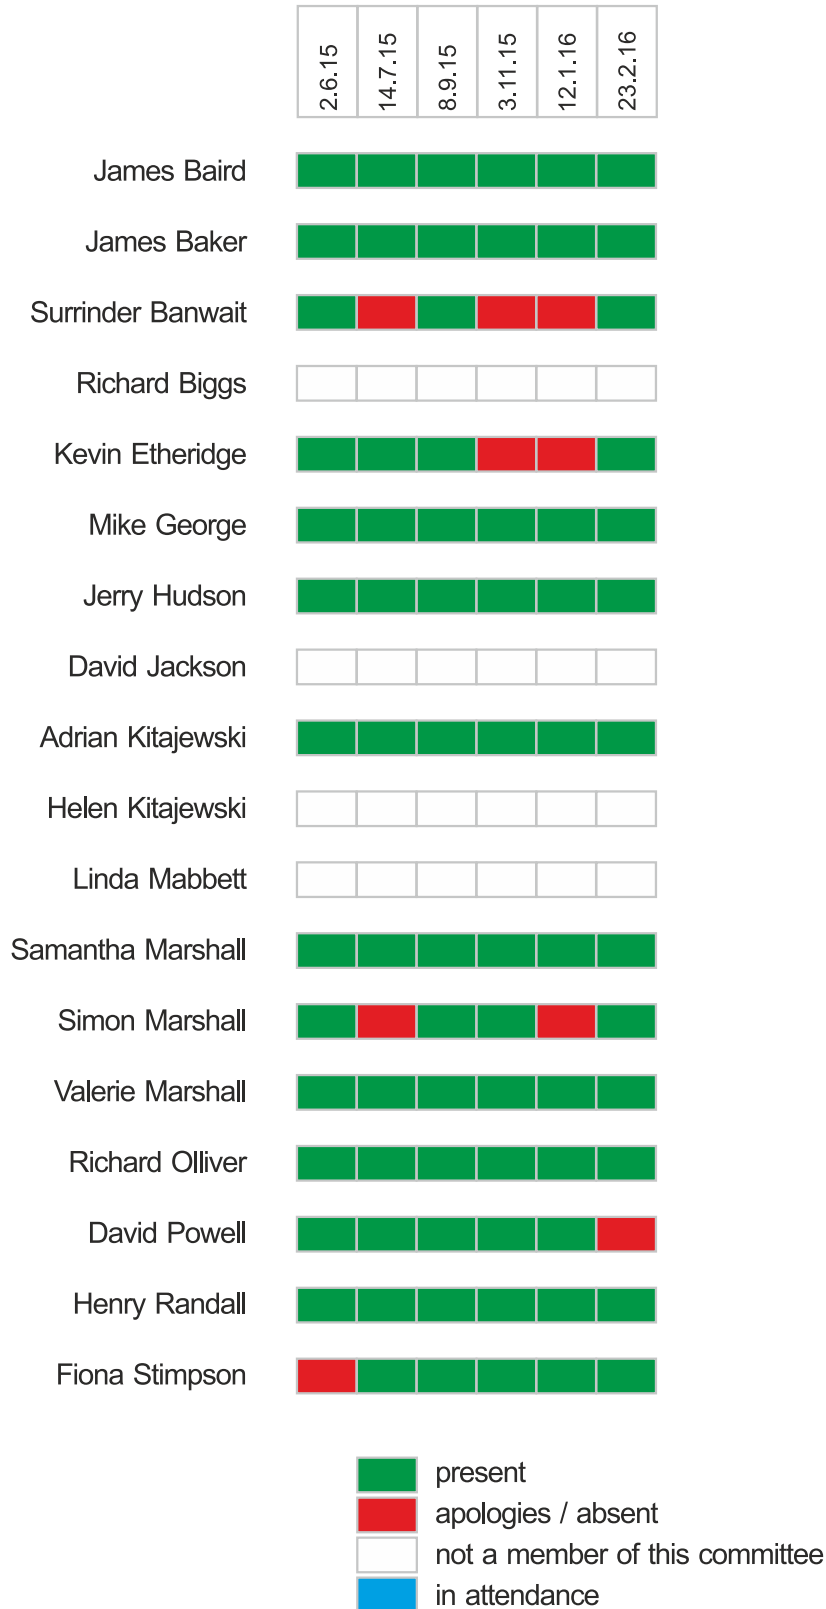 2.6.15 14.7.15 8.9.15 3.11.15 12.1.16 23.2.16
James Baird
James Baker
Surrinder Banwait
Richard Biggs
Kevin Etheridge
Mike George
Jerry Hudson
David Jackson
Adrian Kitajewski
Helen Kitajewski
Linda Mabbett
Samantha Marshall
Simon Marshall
Valerie Marshall
Richard Olliver
David Powell
Henry Randall
Fiona Stimpson
present
apologies / absent
not a member of this committee
in attendance